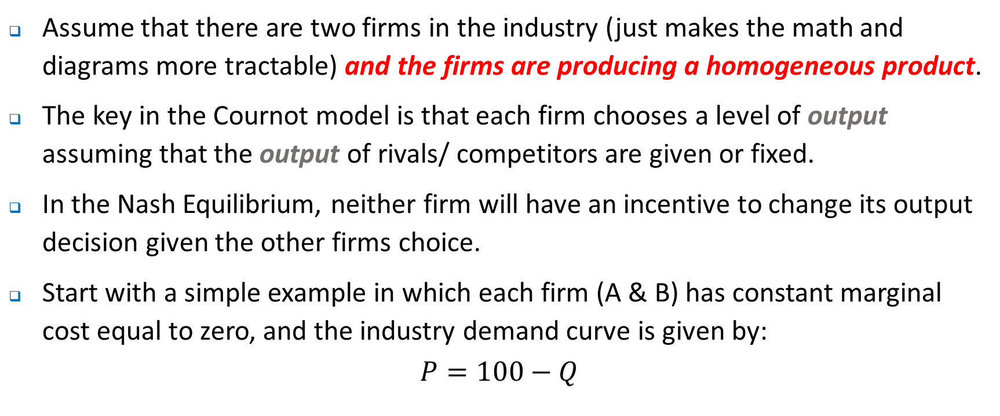 ❑ Assume that there are two firms in the industry (just makes the math and
diagrams more tractable) and the firms are producing a homogeneous product.
❑ The key in the Cournot model is that each firm chooses a level of output
assuming that the output of rivals/ competitors are given or fixed.
❑ In the Nash Equilibrium, neither firm will have an incentive to change its output
decision given the other firms choice.
❑ Start with a simple example in which each firm (A & B) has constant marginal
cost equal to zero, and the industry demand curve is given by:
P = 100 − Q